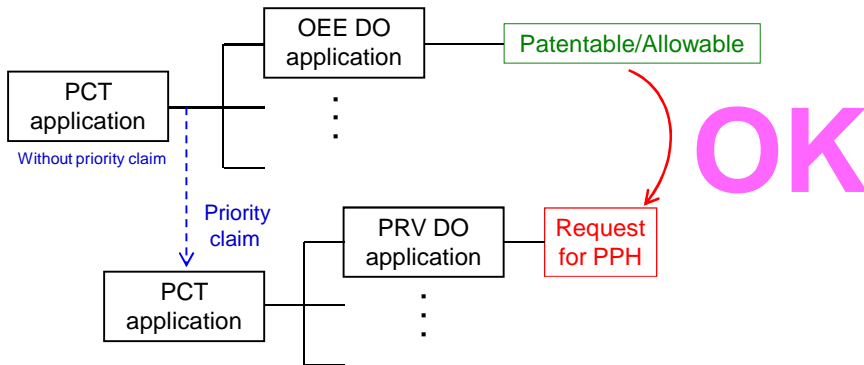 OEE DO
application
Patentable/Allowable
PCT
application
Without priority claim
OK
Priority
claim
PRV DO
application
Request
for PPH
PCT
application